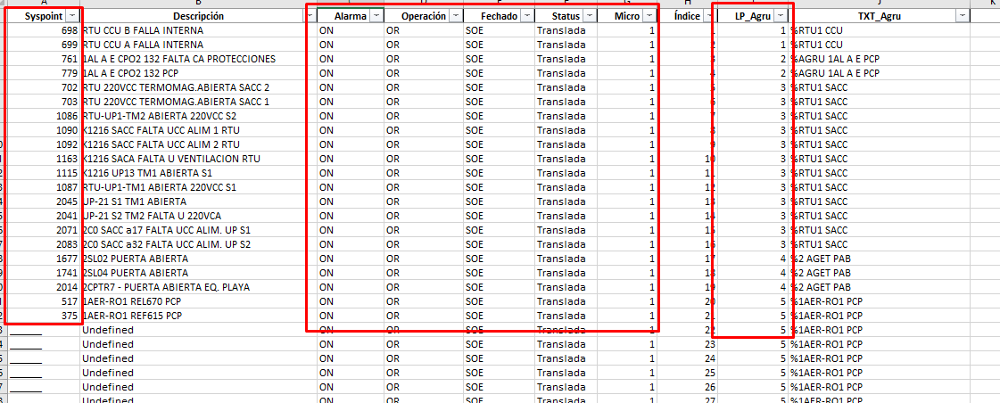 A B C D E F G H I J K
Syspoint Descripción Alarma Operación Fechado Status Micro Índice LP_Agru TXT_Agru
698 RTU CCU B FALLA INTERNA ON OR SOE Translada 1 1 1 %RTU1 CCU
699 RTU CCU A FALLA INTERNA ON OR SOE Translada 1 2 1 %RTU1 CCU
761 1AL A E CPO2 132 FALTA CA PROTECCIONES ON OR SOE Translada 1 3 2 %AGRU 1AL A E PCP
779 1AL A E CPO2 132 PCP ON OR SOE Translada 1 4 2 %AGRU 1AL A E PCP
702 RTU 220VCC TERMOMAG.ABIERTA SACC 2 ON OR SOE Translada 1 5 3 %RTU1 SACC
703 RTU 220VCC TERMOMAG.ABIERTA SACC 1 ON OR SOE Translada 1 6 3 %RTU1 SACC
1086 RTU-UP1-TM2 ABIERTA 220VCC S2 ON OR SOE Translada 1 7 3 %RTU1 SACC
1090 X1216 SACC FALTA UCC ALIM 1 RTU ON OR SOE Translada 1 8 3 %RTU1 SACC
1092 X1216 SACC FALTA UCC ALIM 2 RTU ON OR SOE Translada 1 9 3 %RTU1 SACC
1163 X1216 SACA FALTA U VENTILACION RTU ON OR SOE Translada 1 10 3 %RTU1 SACC
1115 X1216 UP13 TM1 ABIERTA S1 ON OR SOE Translada 1 11 3 %RTU1 SACC
1087 RTU-UP1-TM1 ABIERTA 220VCC S1 ON OR SOE Translada 1 12 3 %RTU1 SACC
2045 UP-21 S1 TM1 ABIERTA ON OR SOE Translada 1 13 3 %RTU1 SACC
2041 UP-21 S2 TM2 FALTA U 220VCA ON OR SOE Translada 1 14 3 %RTU1 SACC
2071 2C0 SACC a17 FALTA UCC ALIM. UP S1 ON OR SOE Translada 1 15 3 %RTU1 SACC
2083 2C0 SACC a32 FALTA UCC ALIM. UP S2 ON OR SOE Translada 1 16 3 %RTU1 SACC
1677 2SL02 PUERTA ABIERTA ON OR SOE Translada 1 17 4 %2 AGET PAB
1741 2SL04 PUERTA ABIERTA ON OR SOE Translada 1 18 4 %2 AGET PAB
2014 2CPTR7 - PUERTA ABIERTA EQ. PLAYA ON OR SOE Translada 1 19 4 %2 AGET PAB
517 1AER-RO1 REL670 PCP ON OR SOE Translada 1 20 5 %1AER-RO1 PCP
375 1AER-RO1 REF615 PCP ON OR SOE Translada 1 21 5 %1AER-RO1 PCP
______ Undefined ON OR SOE Translada 1 22 5 %1AER-RO1 PCP
______ Undefined ON OR SOE Translada 1 23 5 %1AER-RO1 PCP
______ Undefined ON OR SOE Translada 1 24 5 %1AER-RO1 PCP
______ Undefined ON OR SOE Translada 1 25 5 %1AER-RO1 PCP
______ Undefined ON OR SOE Translada 1 26 5 %1AER-RO1 PCP
______ Undefined ON OR SOE Translada 1 27 5 %1AER-RO1 PCP